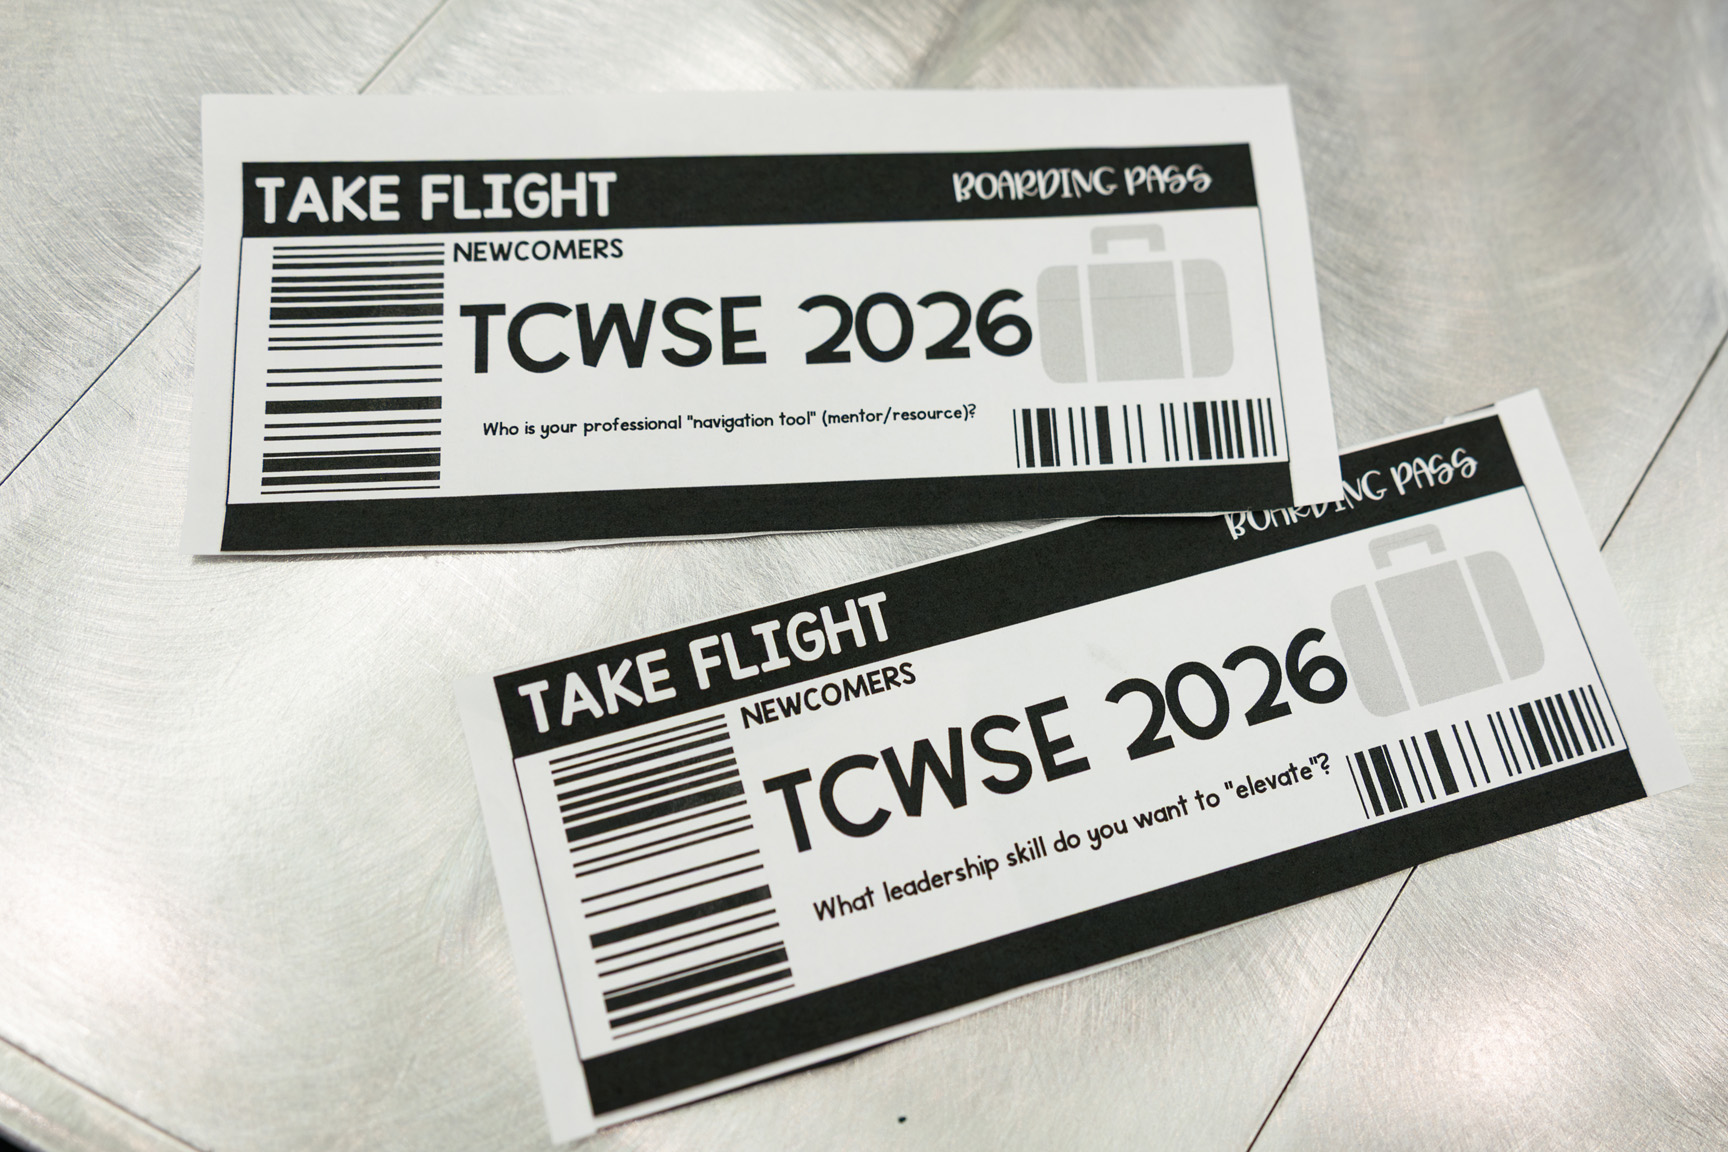 TAKE FLIGHT
BOARDING PASS
NEWCOMERS
TCWSE 2026
Who is your professional "navigation tool" (mentor/resource)?
TAKE FLIGHT
BOARDING PASS
NEWCOMERS
TCWSE 2026
What leadership skill do you want to "elevate"?